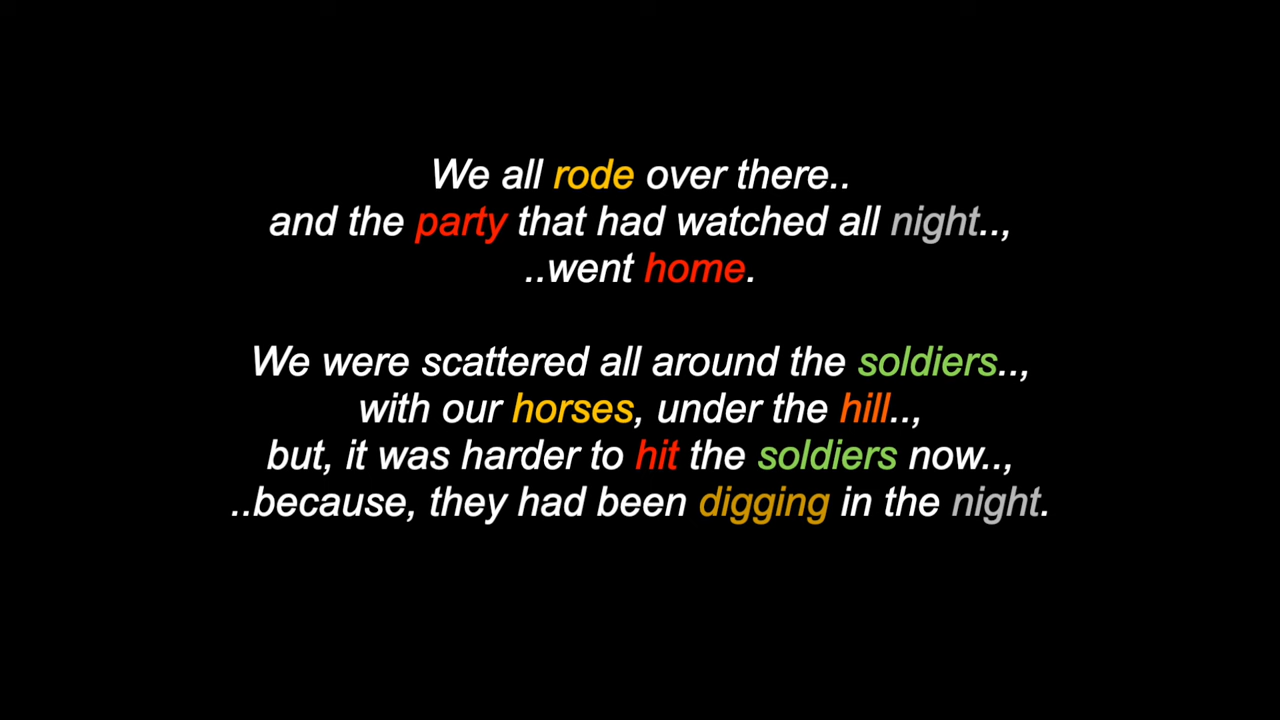 We all rode over there..
and the party that had watched all night..,
..went home.
We were scattered all around the soldiers..,
with our horses, under the hill..,
but, it was harder to hit the soldiers now..,
..because, they had been digging in the night.